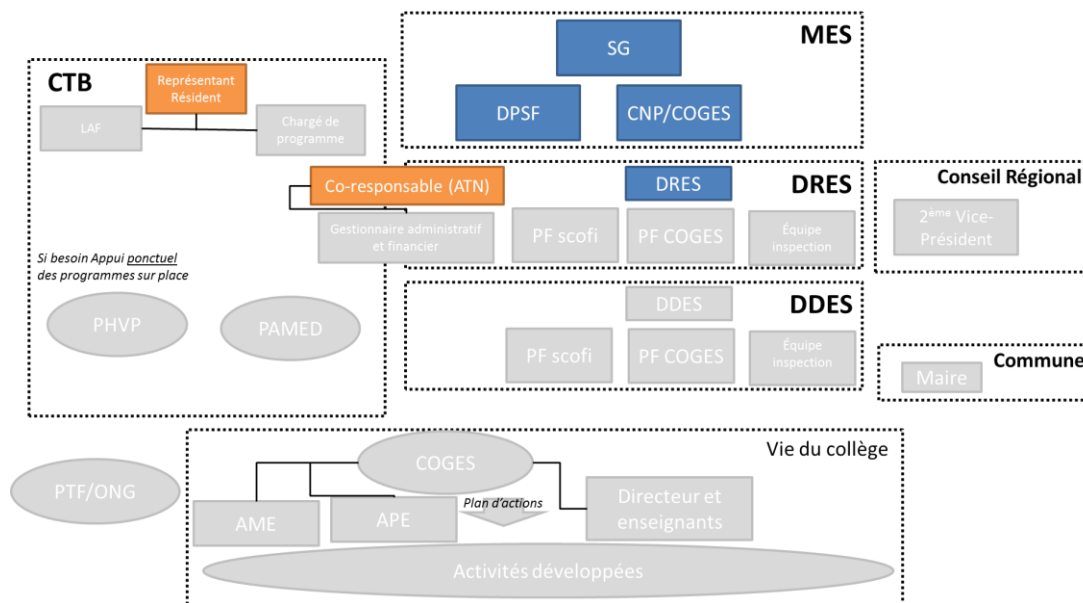 MES
SG
DPSF
CNP/COGES
CTB
Représentant
Résident
LAF
Chargé de
programme
Co-responsable (ATN)
Gestionnaire administratif
et financier
Si besoin Appui ponctuel
des programmes sur place
PHVP
PAMED
DRES
DRES
PF scofi
PF COGES
Équipe
inspection
Conseil Régional
2ème Vice-
Président
DDES
DDES
PF scofi
PF COGES
Équipe
inspection
Commune
Maire
Vie du collège
PTF/ONG
COGES
AME
APE
Plan d'actions
Directeur et
enseignants
Activités développées